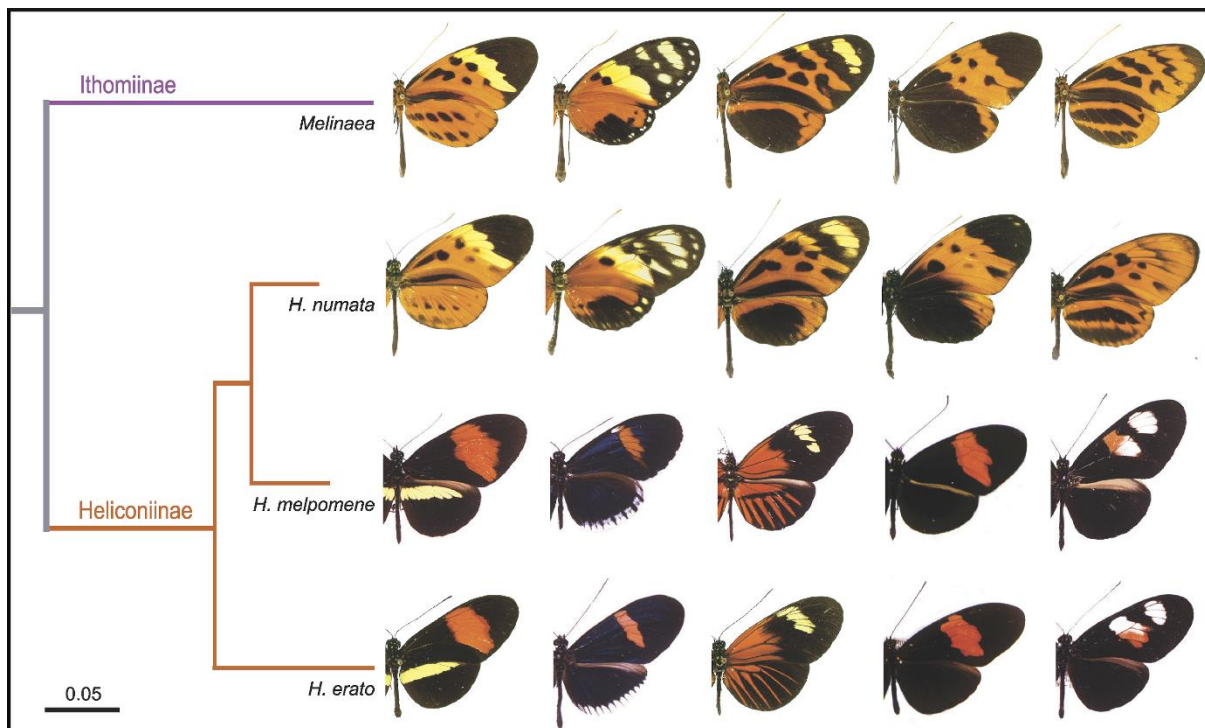 Ithomiinae
Melinaea
H. numata
H. melpomene
Heliconiinae
H. erato
0.05